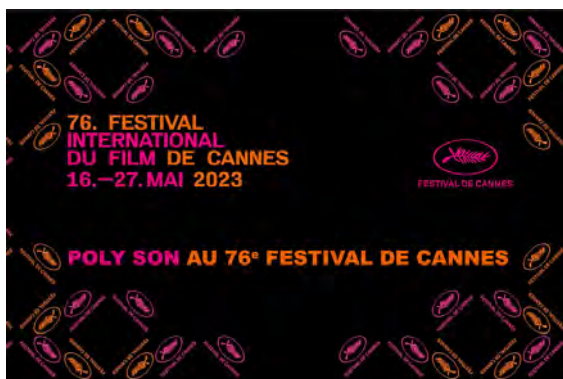 76. FESTIVAL
INTERNATIONAL
DU FILM DE CANNES
16.—27. MAI 2023
FESTIVAL DE CANNES
POLY SON AU 76e FESTIVAL DE CANNES